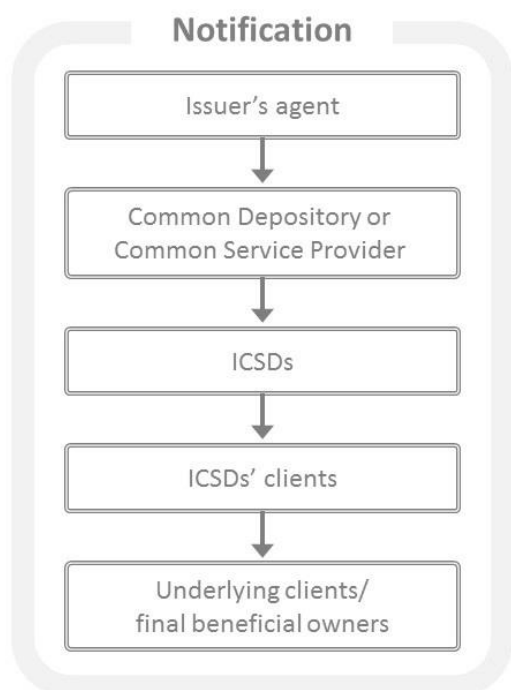 Notification
Issuer’s agent
Common Depository or
Common Service Provider
ICSDs
ICSDs’ clients
Underlying clients/
final beneficial owners